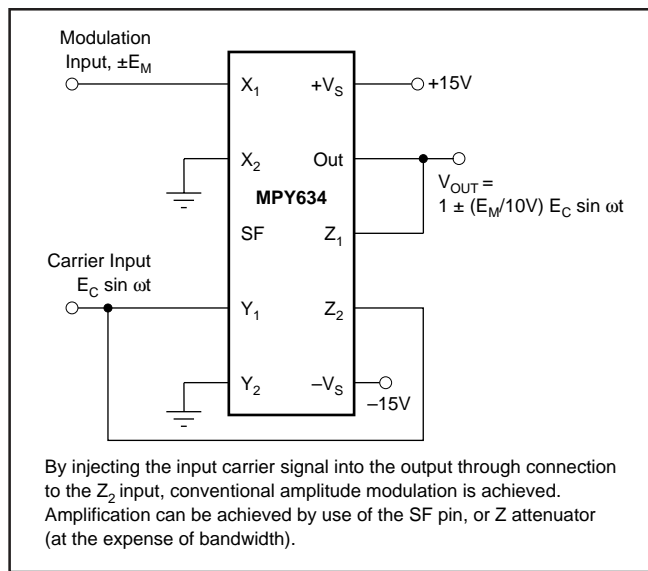 Modulation
Input, ±E_M
X_1
+V_S
+15V
X_2
Out
MPY634
V_OUT =
1 ± (E_M/10V) E_C sin ωt
SF
Z_1
Carrier Input
E_C sin ωt
Y_1
Z_2
Y_2
–V_S
–15V
By injecting the input carrier signal into the output through connection
to the Z_2 input, conventional amplitude modulation is achieved.
Amplification can be achieved by use of the SF pin, or Z attenuator
(at the expense of bandwidth).